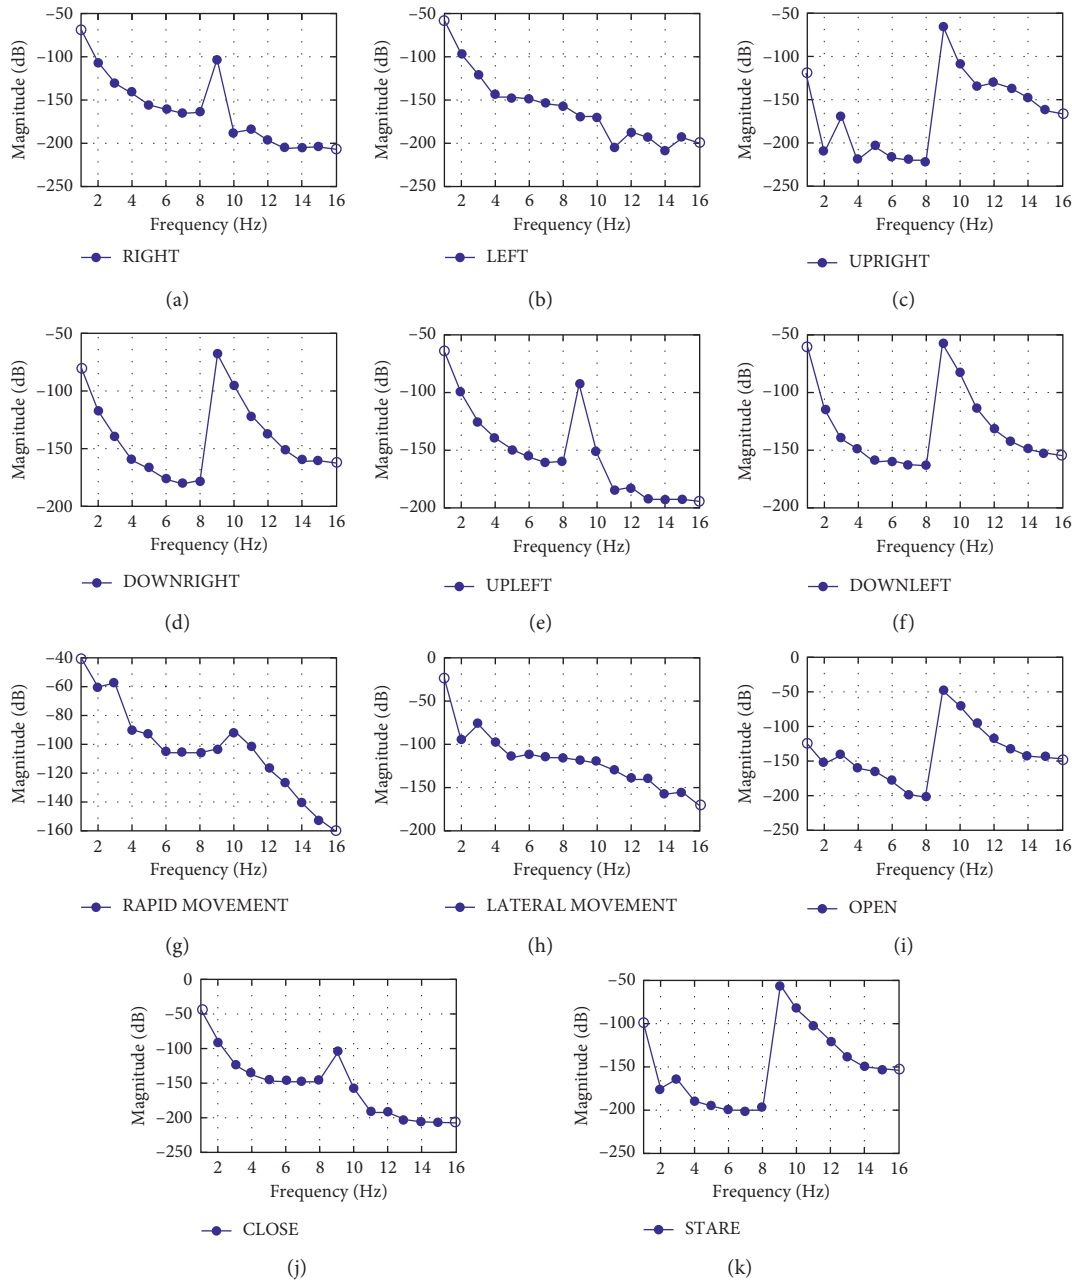 −50
−100
−150
−200
−250
Magnitude (dB)
2 4 6 8 10 12 14 16
Frequency (Hz)
RIGHT
(a)
−50
−100
−150
−200
−250
Magnitude (dB)
2 4 6 8 10 12 14 16
Frequency (Hz)
LEFT
(b)
−50
−100
−150
−200
−250
Magnitude (dB)
2 4 6 8 10 12 14 16
Frequency (Hz)
UPRIGHT
(c)
−50
−100
−150
−200
Magnitude (dB)
2 4 6 8 10 12 14 16
Frequency (Hz)
DOWNRIGHT
(d)
−50
−100
−150
−200
Magnitude (dB)
2 4 6 8 10 12 14 16
Frequency (Hz)
UPLEFT
(e)
−50
−100
−150
−200
Magnitude (dB)
2 4 6 8 10 12 14 16
Frequency (Hz)
DOWNLEFT
(f)
−40
−60
−80
−100
−120
−140
−160
Magnitude (dB)
2 4 6 8 10 12 14 16
Frequency (Hz)
RAPID MOVEMENT
(g)
0
−50
−100
−150
−200
Magnitude (dB)
2 4 6 8 10 12 14 16
Frequency (Hz)
LATERAL MOVEMENT
(h)
0
−50
−100
−150
−200
−250
Magnitude (dB)
2 4 6 8 10 12 14 16
Frequency (Hz)
OPEN
(i)
0
−50
−100
−150
−200
−250
Magnitude (dB)
2 4 6 8 10 12 14 16
Frequency (Hz)
CLOSE
(j)
−50
−100
−150
−200
−250
Magnitude (dB)
2 4 6 8 10 12 14 16
Frequency (Hz)
STARE
(k)